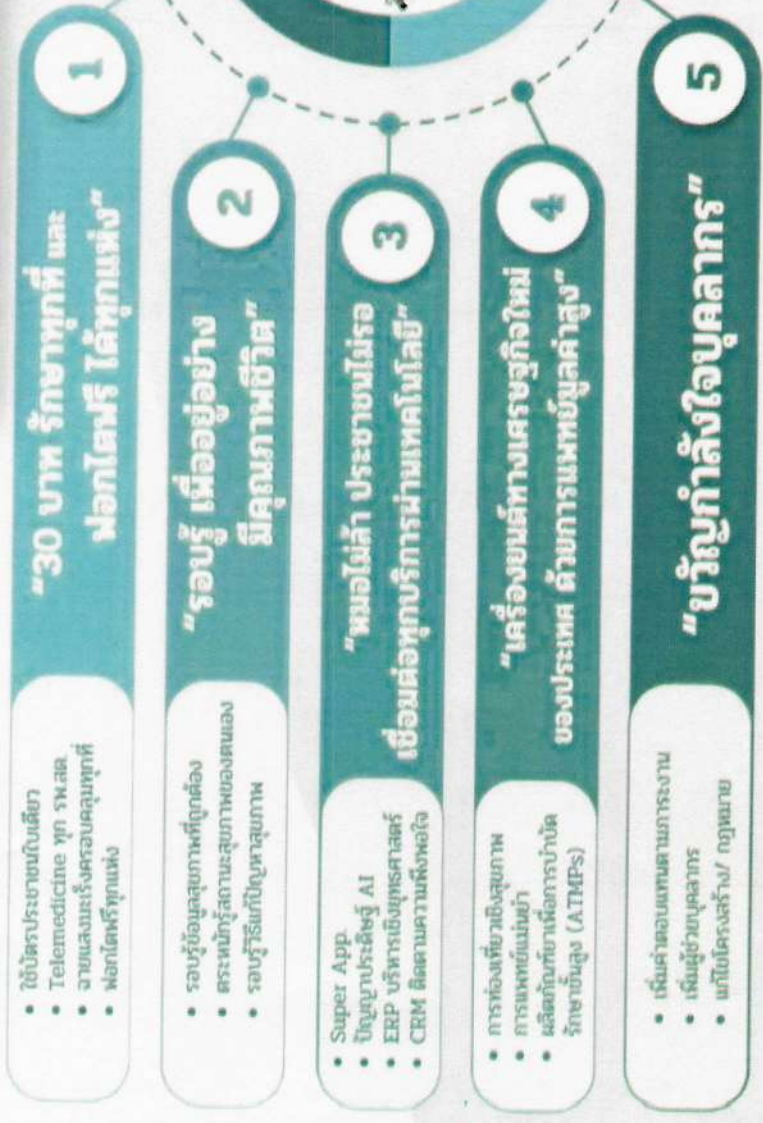 1
"30 บาท รักษาทุกที่ และ
ฟอกไตฟรี ได้ทุกแห่ง"
• ใช้บัตรประชาชนใบเดียว
• Telemedicine ทุก รพ.สต.
• ฉายแสงมะเร็งครอบคลุมทุกที่
• ฟอกไตฟรีทุกแห่ง
2
"รอบรู้ เพื่ออยู่อย่าง
มีคุณภาพชีวิต"
• รอบรู้ข้อมูลสุขภาพที่ถูกต้อง
• ตระหนักรู้สถานะสุขภาพของตนเอง
• รอบรู้วิธีแก้ปัญหาสุขภาพ
3
"หมอไม่ล้า ประชาชนไม่รอ
เชื่อมต่อทุกบริการผ่านเทคโนโลยี"
• Super App.
• ปัญญาประดิษฐ์ AI
• ERP บริหารเชิงยุทธศาสตร์
• CRM ติดตามความพึงพอใจ
4
"เครื่องยนต์ทางเศรษฐกิจใหม่
ของประเทศ ด้วยการแพทย์มูลค่าสูง"
• การท่องเที่ยวเชิงสุขภาพ
• การแพทย์แม่นยำ
• ผลิตภัณฑ์ยาเพื่อการบำบัด
รักษาขั้นสูง (ATMPs)
5
"ขวัญกำลังใจบุคลากร"
• เพิ่มค่าตอบแทนตามภาระงาน
• เพิ่มผู้ช่วยบุคลากร
• แก้ไขโครงสร้าง/ กฎหมาย